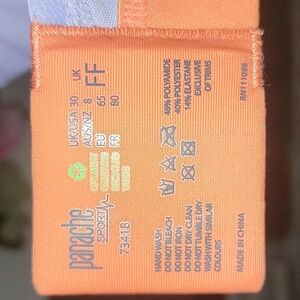 panache
SPORT
7341B
UK/USA 30 UK
AUS/NZ 8 FF
EU 65
FR 80
46% POLYAMIDE
40% POLYESTER
14% ELASTANE
EXCLUSIVE
OF TRIMS
HAND WASH
DO NOT BLEACH
DO NOT IRON
DO NOT DRY CLEAN
DO NOT TUMBLE DRY
WASH WITH SIMILAR
COLOURS
MADE IN CHINA
RN111096